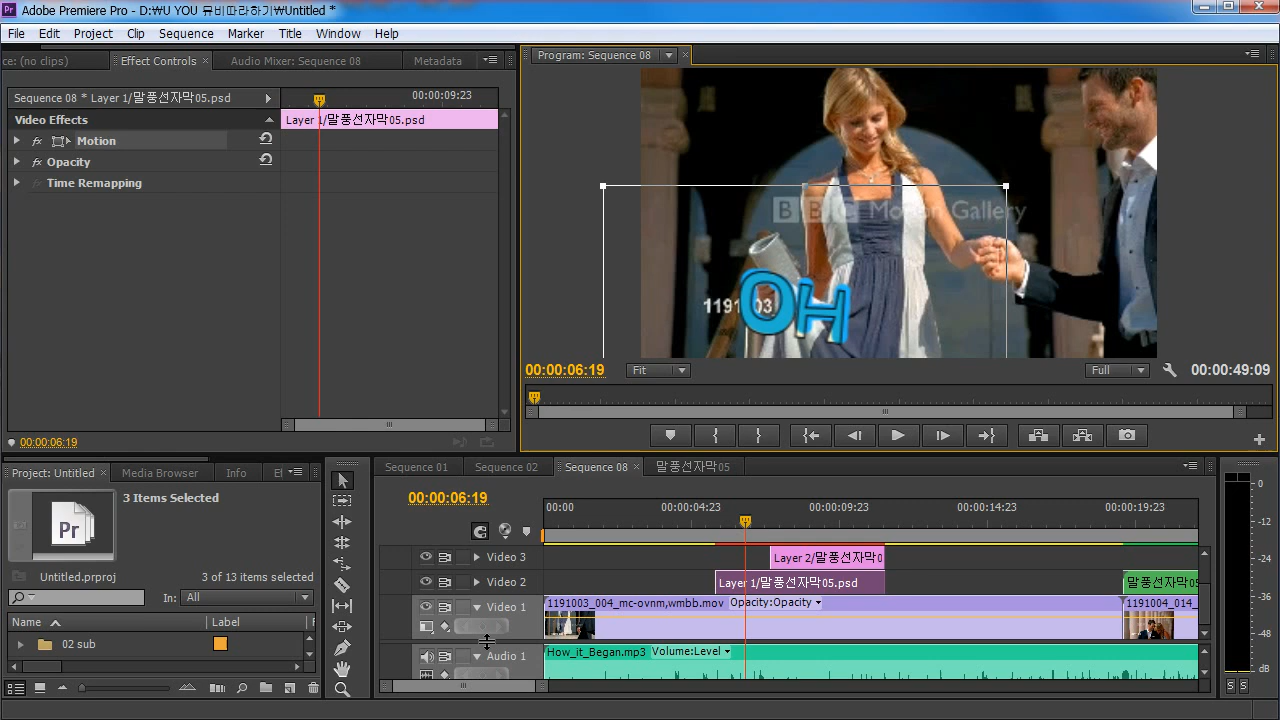 Pr Adobe Premiere Pro - D:₩U YOU 뮤비따라하기₩Untitled *
File Edit Project Clip Sequence Marker Title Window Help
ce: (no clips) Effect Controls × Audio Mixer: Sequence 08 Metadata
Program: Sequence 08
Sequence 08 * Layer 1/말풍선자막05.psd
00:00:09:23
Video Effects
Layer 1/말풍선자막05.psd
fx Motion
fx Opacity
Time Remapping
00:00:06:19
BBC Motion Gallery
1191003
OH
00:00:06:19 Fit Full 00:00:49:09
Project: Untitled × Media Browser Info
3 Items Selected
Pr
Untitled.prproj 3 of 13 items selected
In: All
Name Label
02 sub
Sequence 01 Sequence 02 Sequence 08 × 말풍선자막05
00:00:06:19
00:00 00:00:04:23 00:00:09:23 00:00:14:23 00:00:19:23
Video 3 Layer 2/말풍선자막0
Video 2 Layer 1/말풍선자막05.psd 말풍선자막05
Video 1 1191003_004_mc-ovnm,wmbb.mov Opacity:Opacity 1191004_014_
Audio 1 How_it_Began.mp3 Volume:Level
0
-12
-24
-36
-48
-60
dB
S S